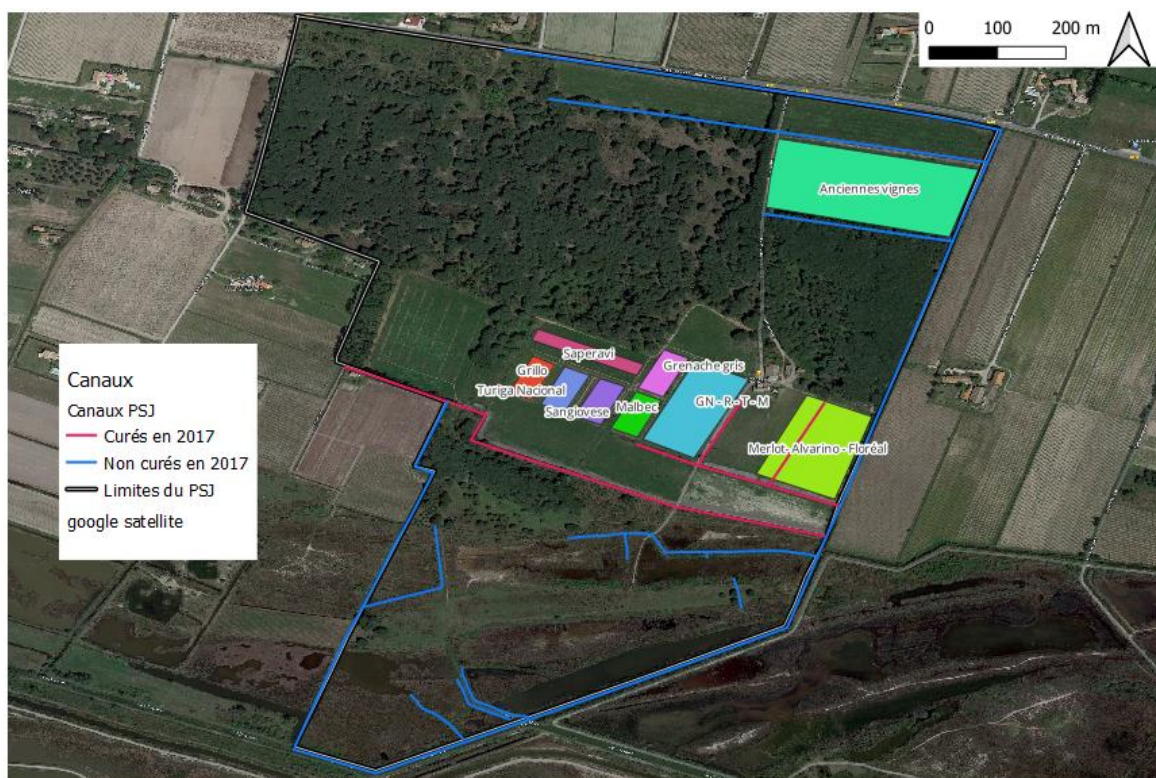 0 100 200 m
Anciennes vignes
Saperavi
Grillo
Grenache gris
Turiga Nacional
GN - R - T - M
Sangiovese
Malbec
Merlot- Alvarino - Floréal
Canaux
Canaux PSJ
Curés en 2017
Non curés en 2017
Limites du PSJ
google satellite